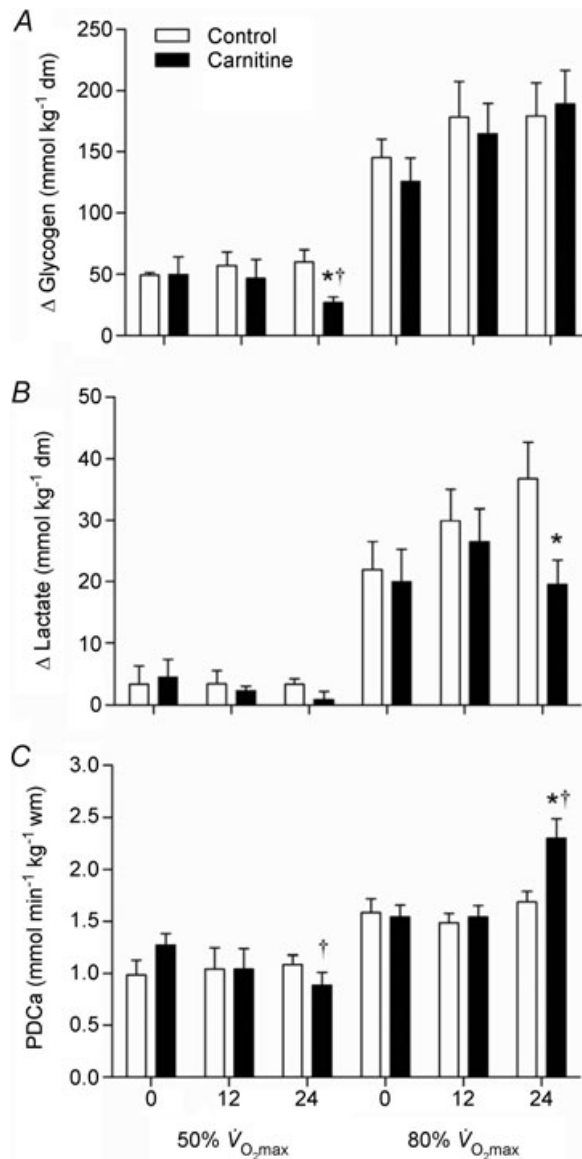 A
Control
Carnitine
Δ Glycogen (mmol kg⁻¹ dm)
250
200
150
100
50
0
*†
B
Δ Lactate (mmol kg⁻¹ dm)
50
40
30
20
10
0
*
C
PDCa (mmol min⁻¹ kg⁻¹ wm)
3.0
2.5
2.0
1.5
1.0
0.5
0.0
†
*†
0 12 24 0 12 24
50% V̇O₂max 80% V̇O₂max